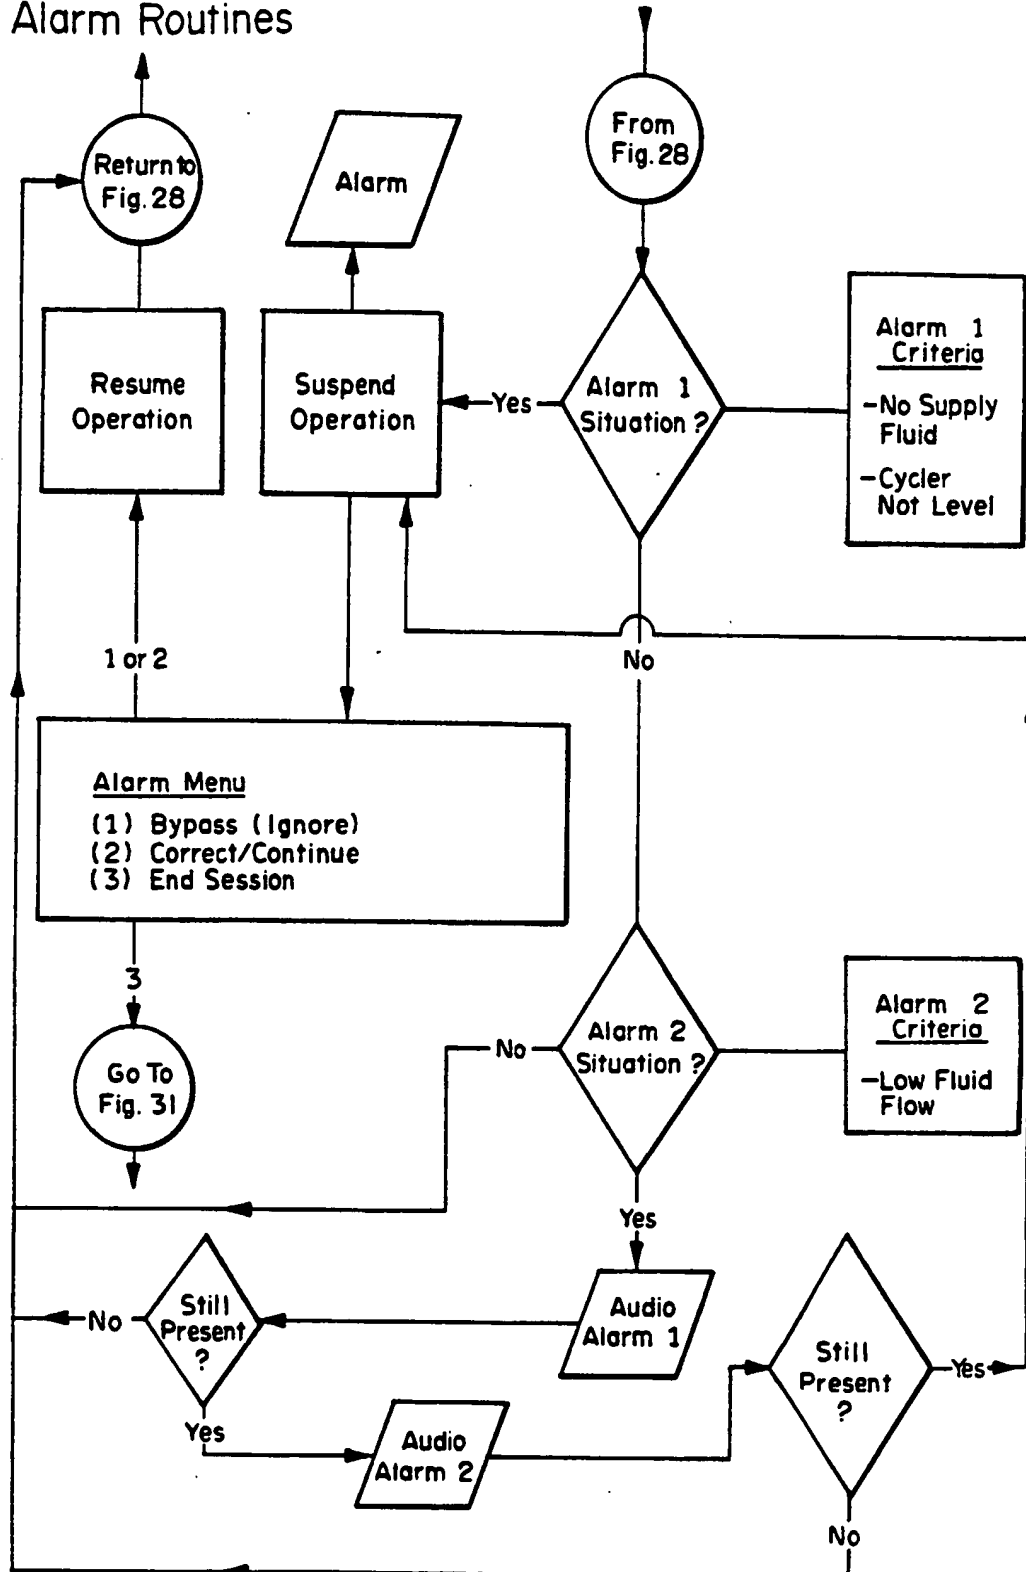 Alarm Routines
Return to
Fig. 28
Alarm
From
Fig. 28
Resume
Operation
Suspend
Operation
Yes
Alarm 1
Situation ?
Alarm 1
Criteria
-No Supply
Fluid
-Cycler
Not Level
1 or 2
No
Alarm Menu
(1) Bypass (Ignore)
(2) Correct/Continue
(3) End Session
3
Go To
Fig. 31
No
Alarm 2
Situation ?
Alarm 2
Criteria
-Low Fluid
Flow
Yes
No
Still
Present
?
Audio
Alarm 1
Still
Present
?
Yes
Yes
Audio
Alarm 2
No